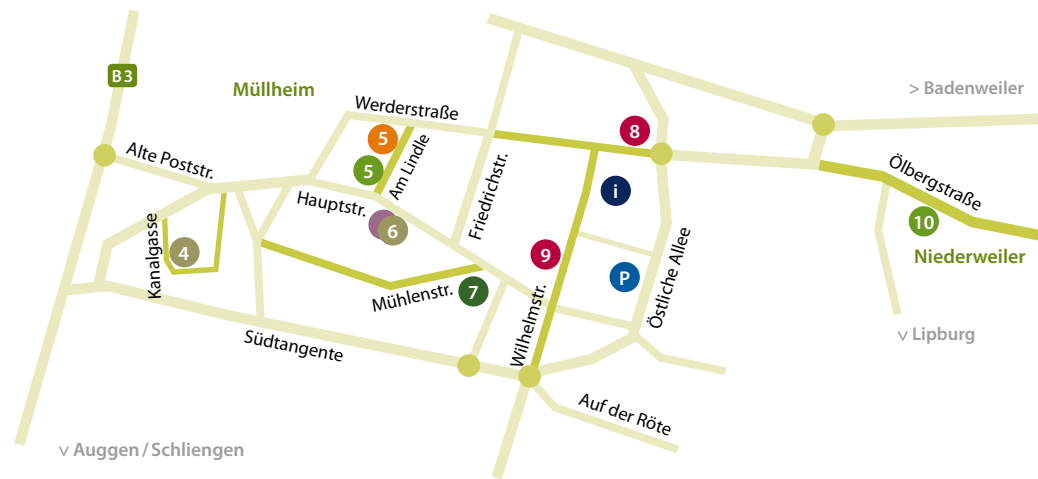 B3
Müllheim
> Badenweiler
Werderstraße
8
5
Alte Poststr.
Am Lindle
5
Friedrichstr.
Ölbergstraße
i
Hauptstr.
10
6
Kanalgasse
4
9
Niederweiler
P
Östliche Allee
7
Mühlenstr.
Wilhelmstr.
Südtangente
v Lipburg
Auf der Röte
v Auggen / Schliengen